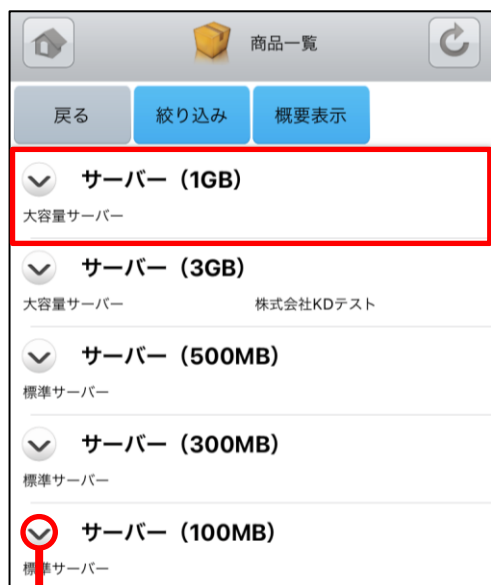 商品一覧
戻る 絞り込み 概要表示
サーバー（1GB）
大容量サーバー
サーバー（3GB）
大容量サーバー 株式会社KDテスト
サーバー（500MB）
標準サーバー
サーバー（300MB）
標準サーバー
サーバー（100MB）
標準サーバー